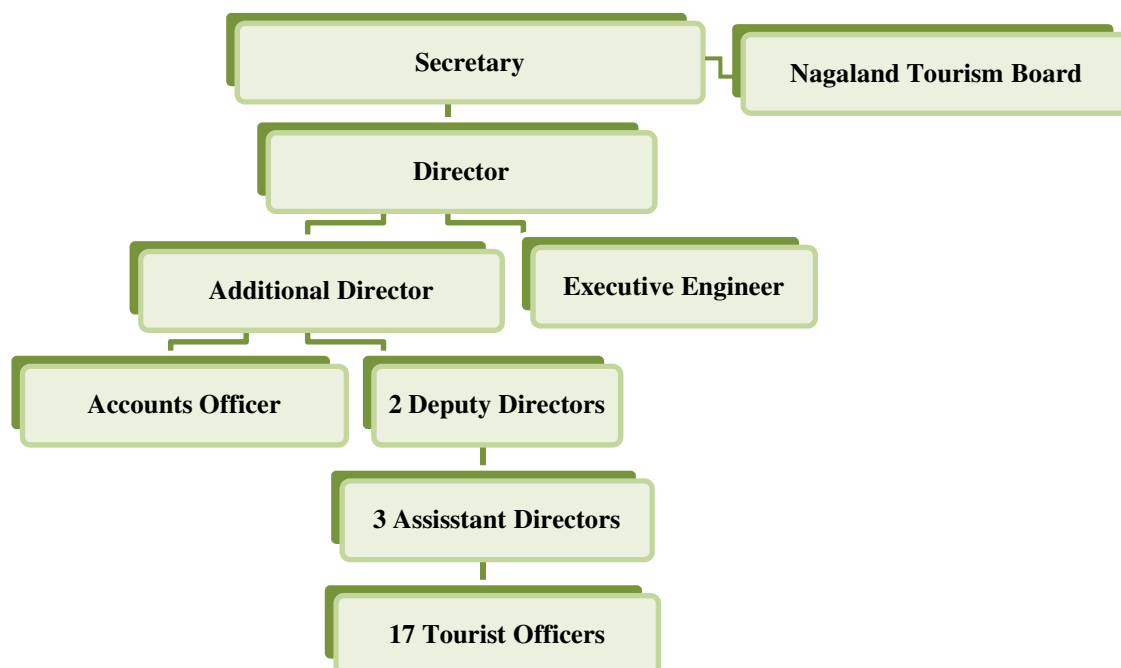 Secretary
Nagaland Tourism Board
Director
Additional Director
Executive Engineer
Accounts Officer
2 Deputy Directors
3 Assisstant Directors
17 Tourist Officers